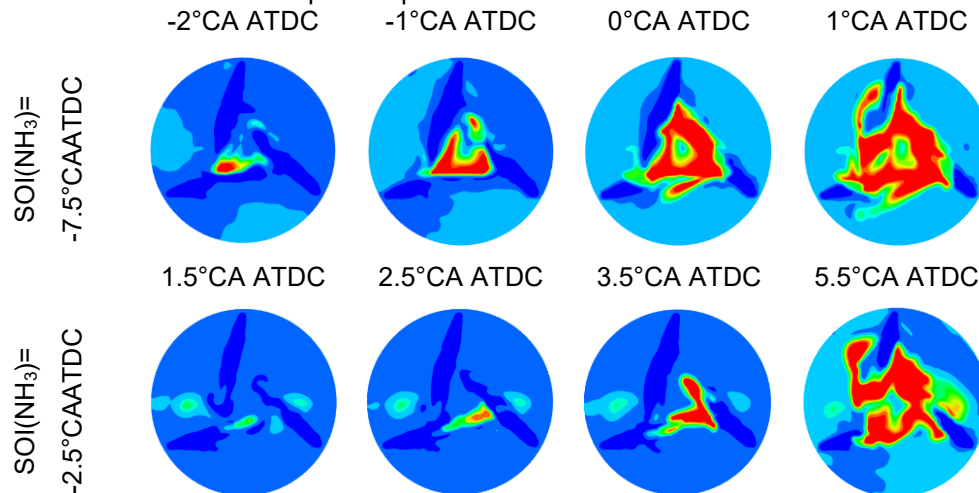 -2°CA ATDC -1°CA ATDC 0°CA ATDC 1°CA ATDC
SOI(NH₃)=
-7.5°CAATDC
1.5°CA ATDC 2.5°CA ATDC 3.5°CA ATDC 5.5°CA ATDC
SOI(NH₃)=
-2.5°CAATDC